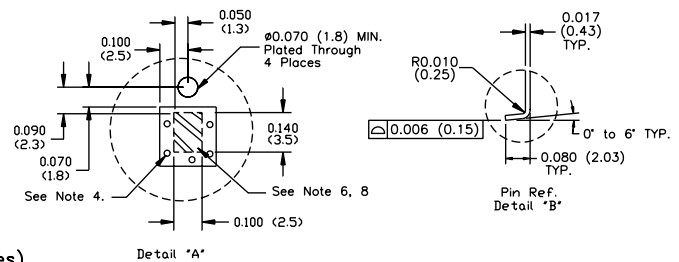 0.050
(1.3)
0.100
(2.5)
Ø0.070 (1.8) MIN.
Plated Through
4 Places
0.090
(2.3)
0.070
(1.8)
0.140
(3.5)
See Note 4.
See Note 6, 8
0.100 (2.5)
Detail "A"
es)
0.017
(0.43)
TYP.
R0.010
(0.25)
⌓ 0.006 (0.15)
0° to 6° TYP.
0.080 (2.03)
TYP.
Pin Ref.
Detail "B"